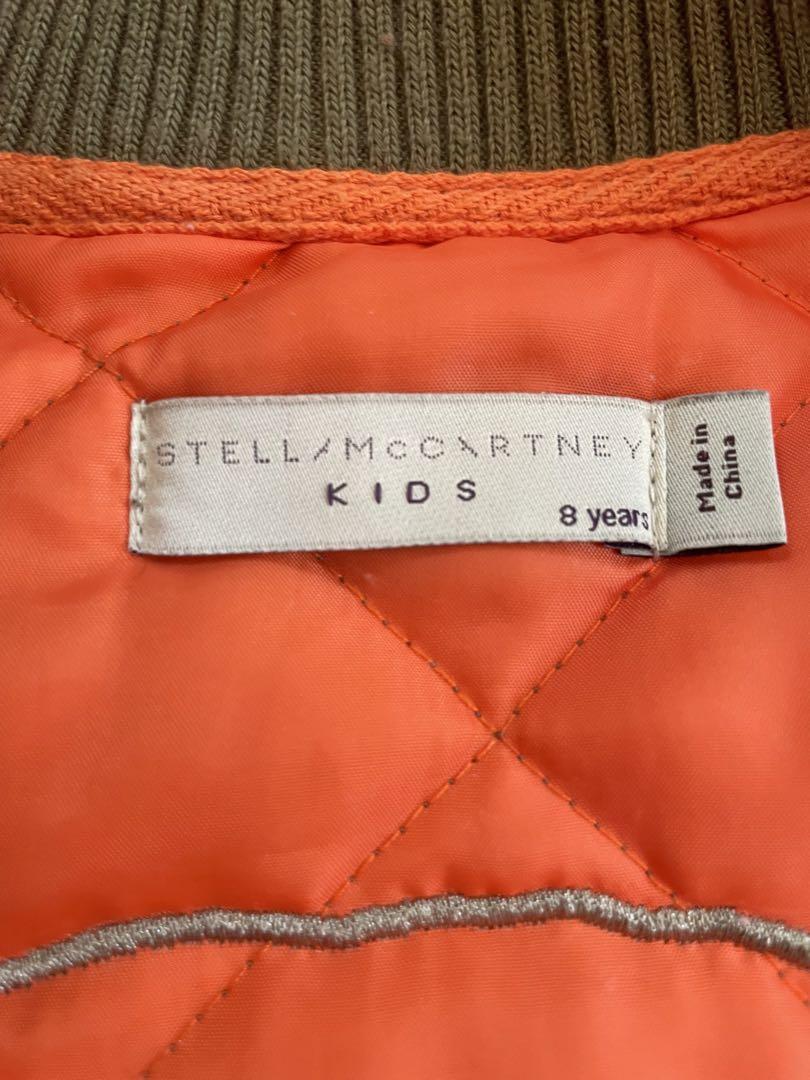 STELLA McCARTNEY
KIDS
8 years
Made in
China